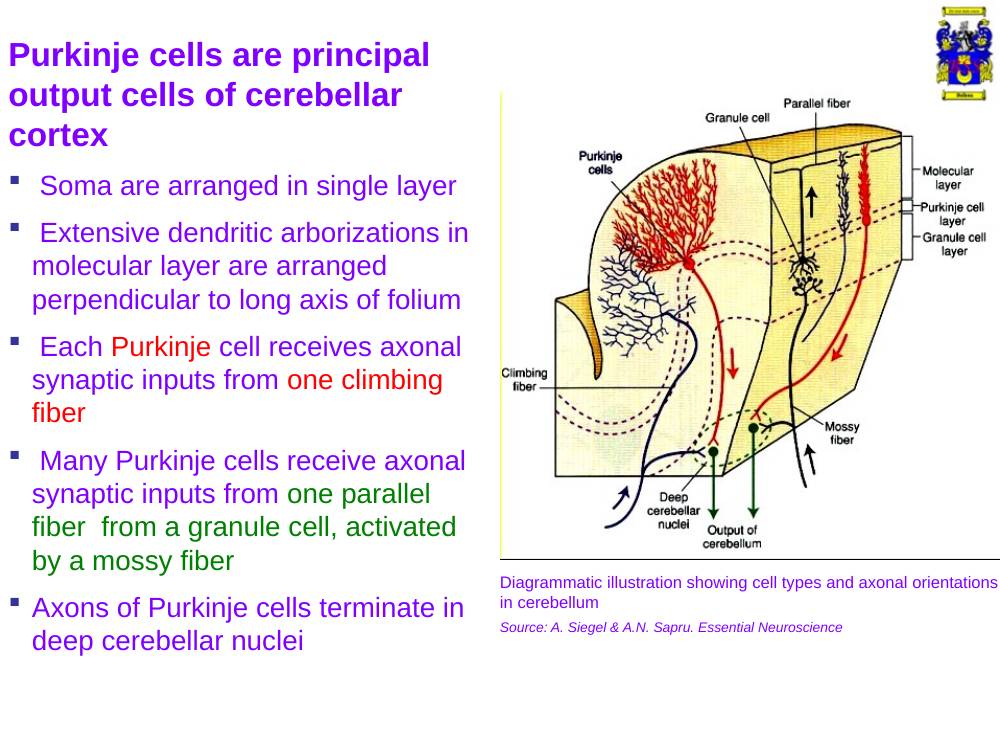 Purkinje cells are principal
output cells of cerebellar
cortex
▪ Soma are arranged in single layer
▪ Extensive dendritic arborizations in
molecular layer are arranged
perpendicular to long axis of folium
▪ Each Purkinje cell receives axonal
synaptic inputs from one climbing
fiber
▪ Many Purkinje cells receive axonal
synaptic inputs from one parallel
fiber  from a granule cell, activated
by a mossy fiber
▪ Axons of Purkinje cells terminate in
deep cerebellar nuclei
Parallel fiber
Granule cell
Purkinje
cells
Molecular
layer
Purkinje cell
layer
Granule cell
layer
Climbing
fiber
Mossy
fiber
Deep
cerebellar
nuclei
Output of
cerebellum
Diagrammatic illustration showing cell types and axonal orientations
in cerebellum
Source: A. Siegel & A.N. Sapru. Essential Neuroscience